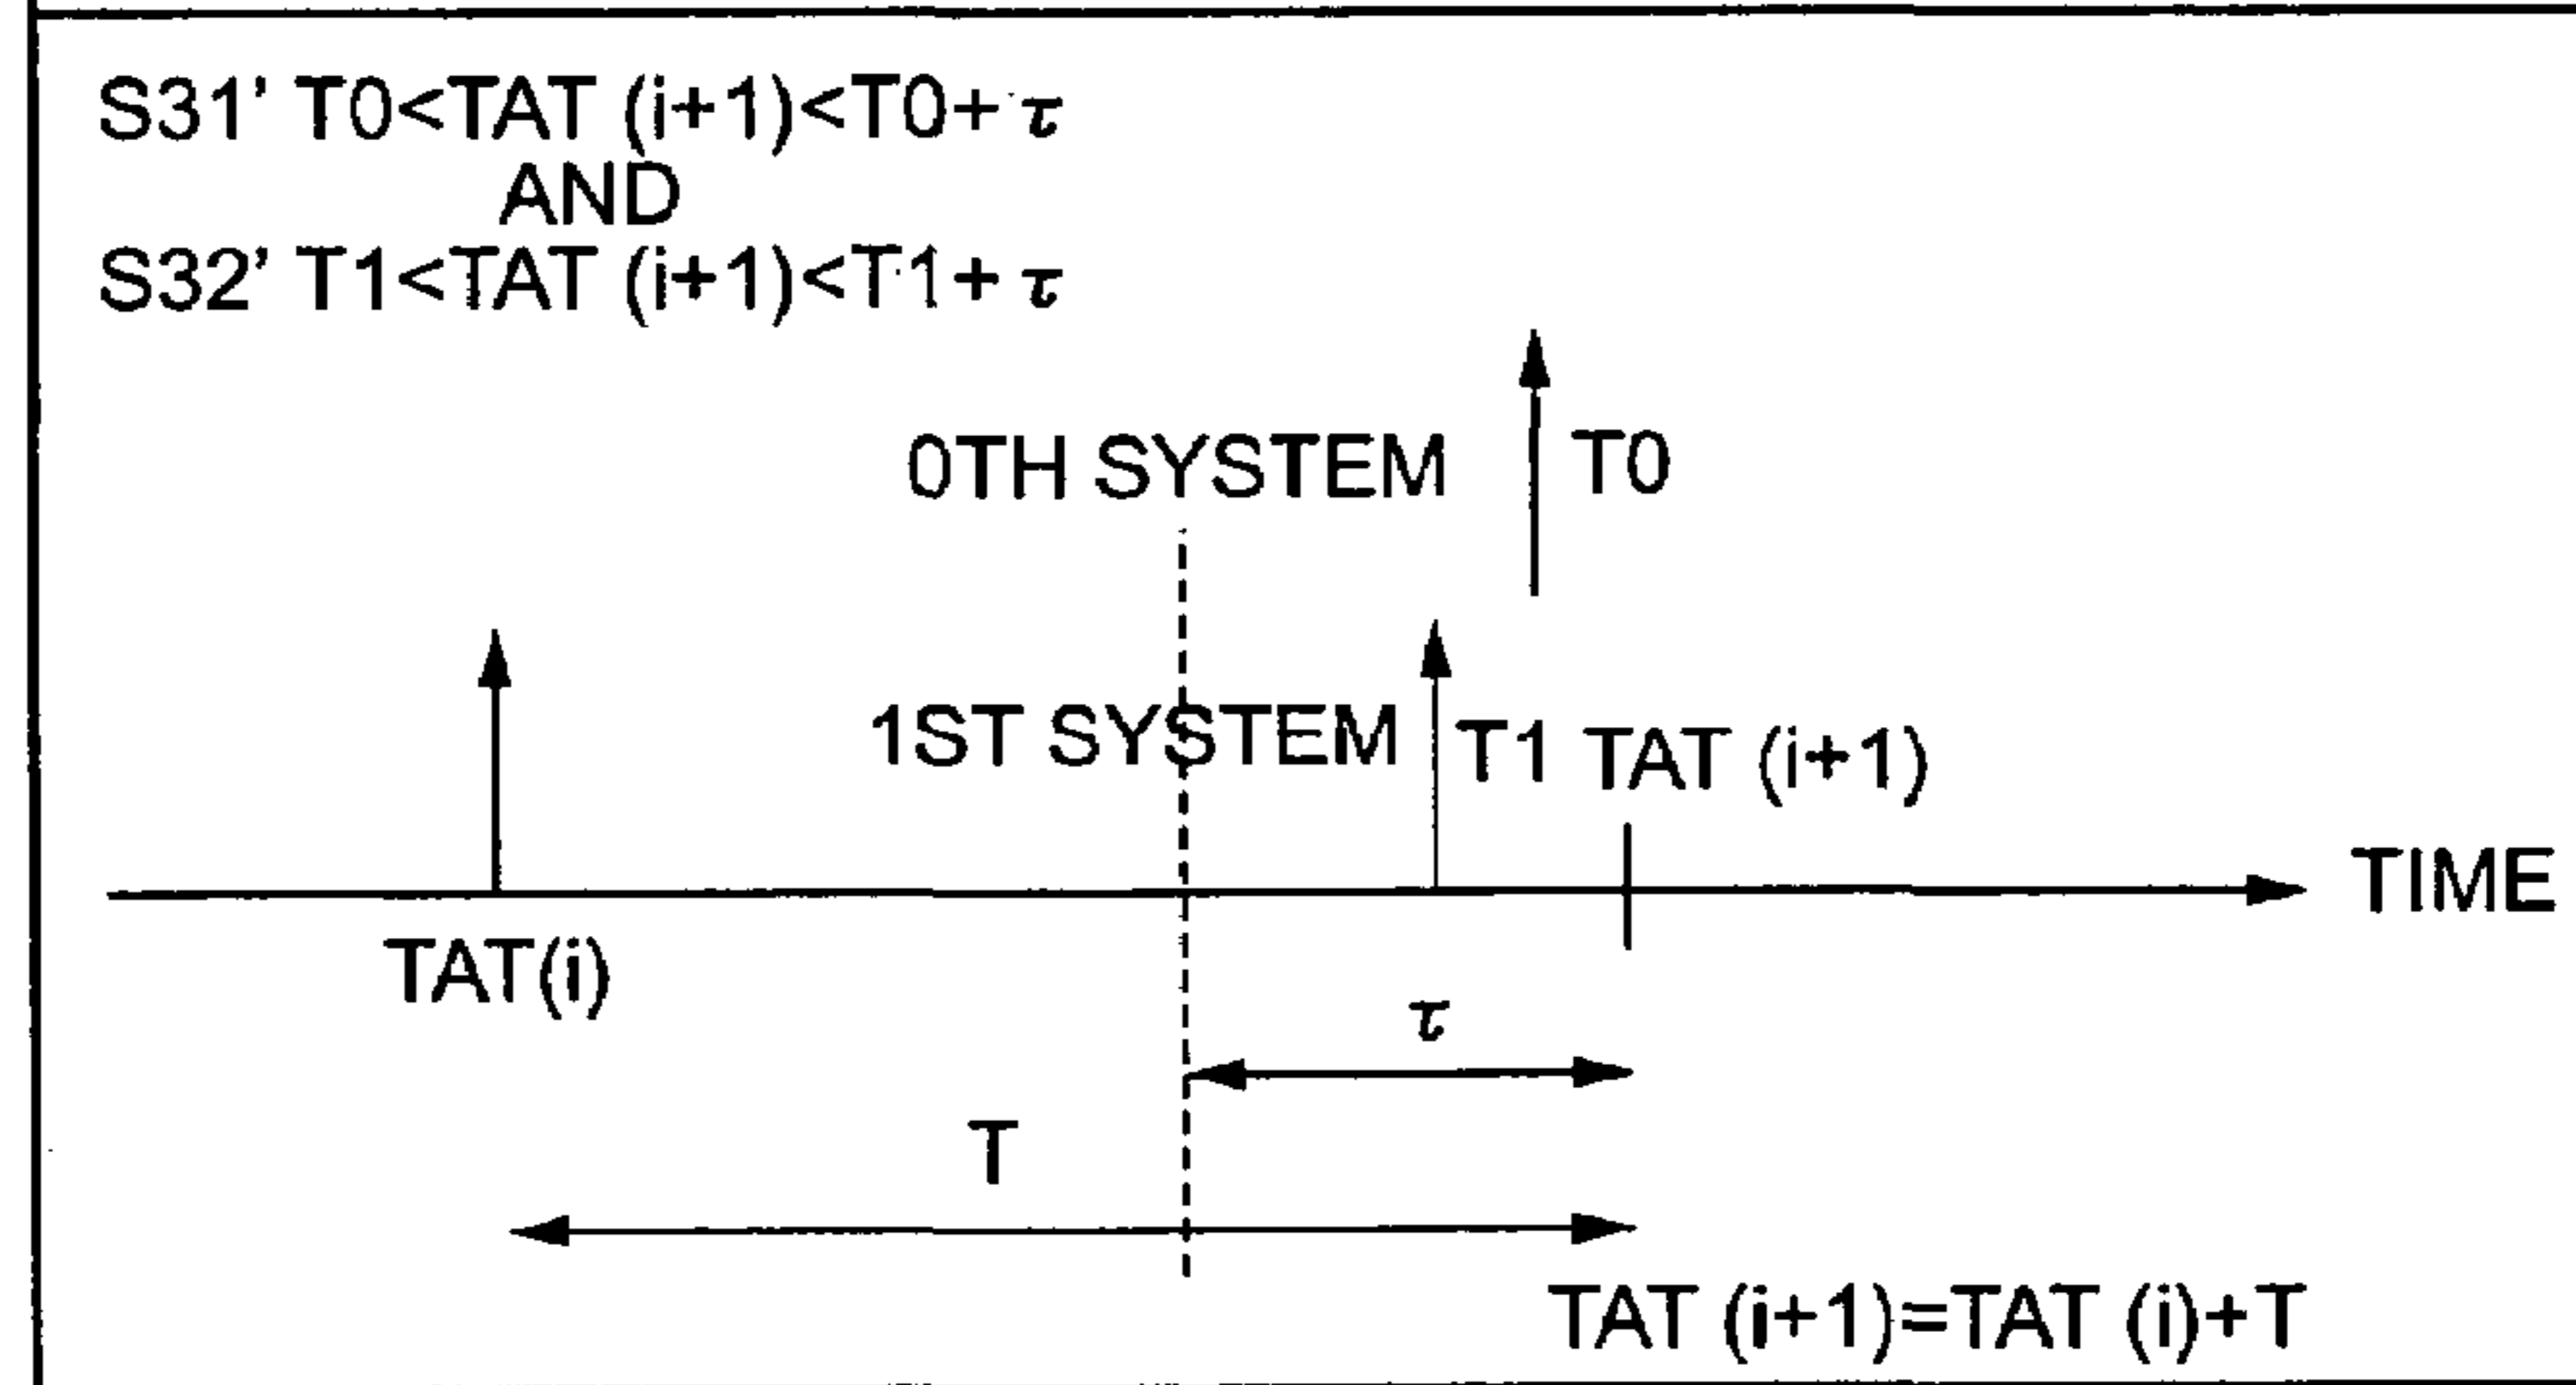 S31’ T0<TAT (i+1)<T0+τ
AND
S32’ T1<TAT (i+1)<T1+τ
0TH SYSTEM T0
1ST SYSTEM T1 TAT (i+1)
TIME
TAT(i)
τ
T
TAT (i+1)=TAT (i)+T